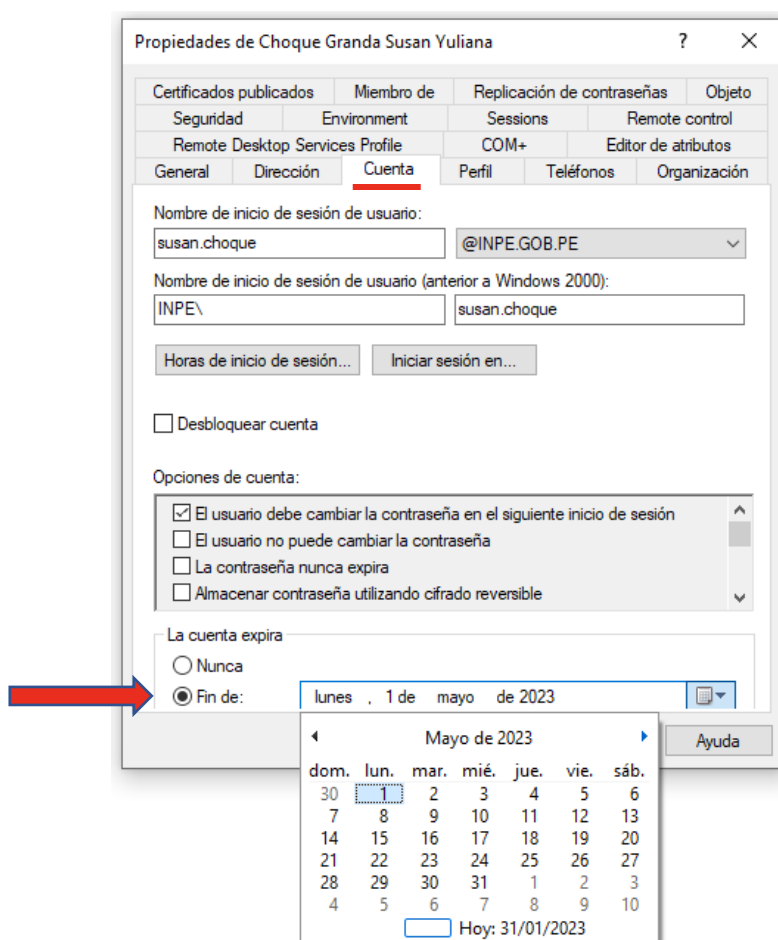 Propiedades de Choque Granda Susan Yuliana ? ×
Certificados publicados Miembro de Replicación de contraseñas Objeto
Seguridad Environment Sessions Remote control
Remote Desktop Services Profile COM+ Editor de atributos
General Dirección Cuenta Perfil Teléfonos Organización
Nombre de inicio de sesión de usuario:
susan.choque @INPE.GOB.PE
Nombre de inicio de sesión de usuario (anterior a Windows 2000):
INPE\ susan.choque
Horas de inicio de sesión... Iniciar sesión en...
Desbloquear cuenta
Opciones de cuenta:
El usuario debe cambiar la contraseña en el siguiente inicio de sesión
El usuario no puede cambiar la contraseña
La contraseña nunca expira
Almacenar contraseña utilizando cifrado reversible
La cuenta expira
Nunca
Fin de: lunes , 1 de mayo de 2023
Mayo de 2023
Ayuda
dom. lun. mar. mié. jue. vie. sáb.
30 1 2 3 4 5 6
7 8 9 10 11 12 13
14 15 16 17 18 19 20
21 22 23 24 25 26 27
28 29 30 31 1 2 3
4 5 6 7 8 9 10
Hoy: 31/01/2023